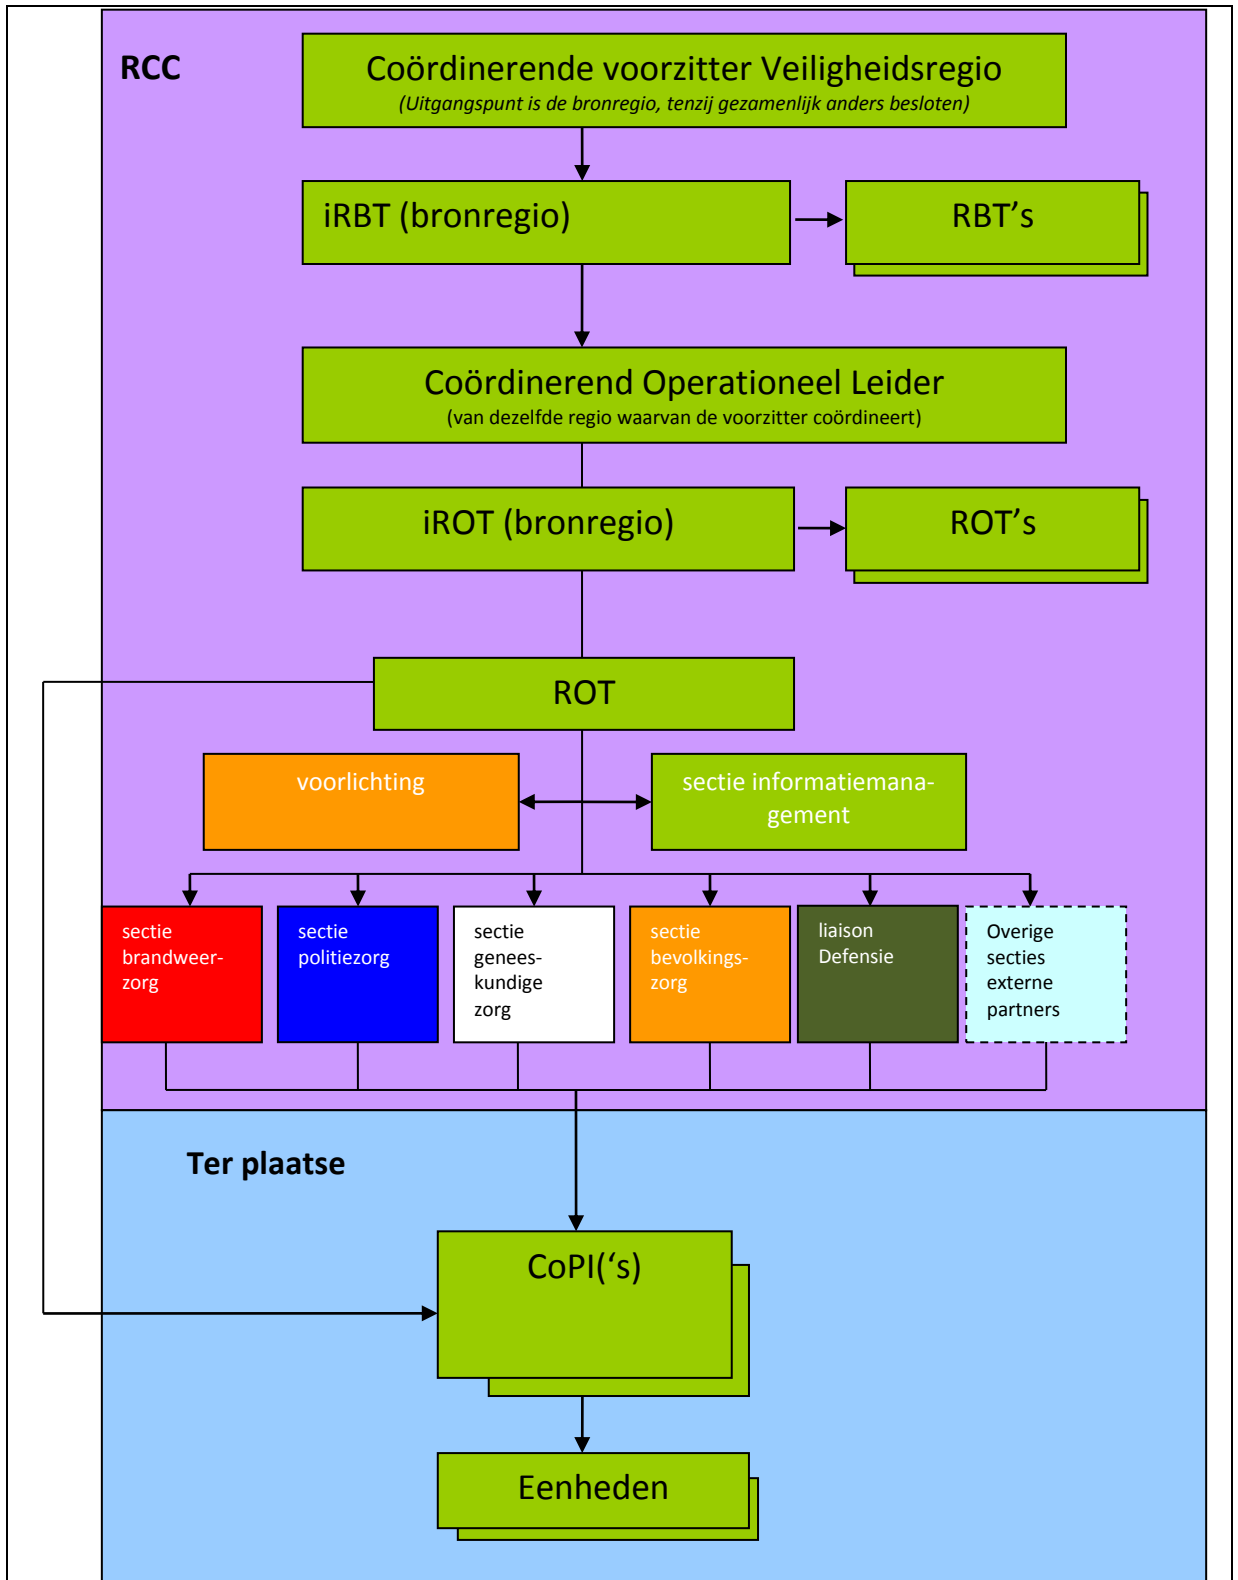 RCC
Coördinerende voorzitter Veiligheidsregio
(Uitgangspunt is de bronregio, tenzij gezamenlijk anders besloten)
iRBT (bronregio)
RBT’s
Coördinerend Operationeel Leider
(van dezelfde regio waarvan de voorzitter coördineert)
iROT (bronregio)
ROT’s
ROT
voorlichting
sectie informatiemana-
gement
sectie
brandweer-
zorg
sectie
politiezorg
sectie
genees-
kundige
zorg
sectie
bevolkings-
zorg
liaison
Defensie
Overige
secties
externe
partners
Ter plaatse
CoPI(‘s)
Eenheden